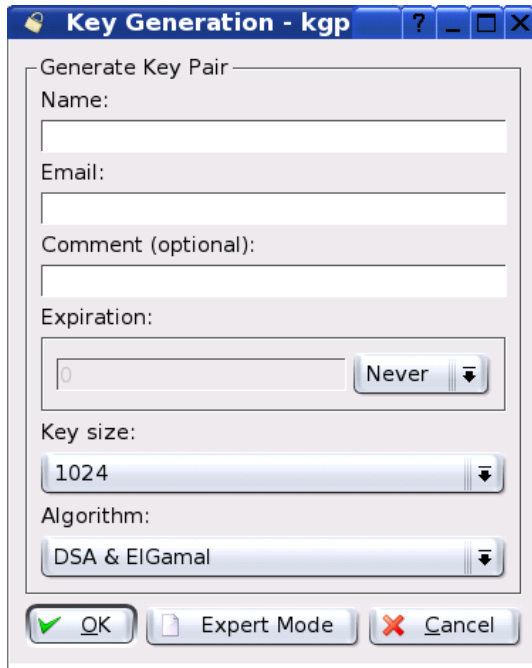 Key Generation - kgp
?
Generate Key Pair
Name:
Email:
Comment (optional):
Expiration:
0
Never
Key size:
1024
Algorithm:
DSA & ElGamal
OK
Expert Mode
Cancel